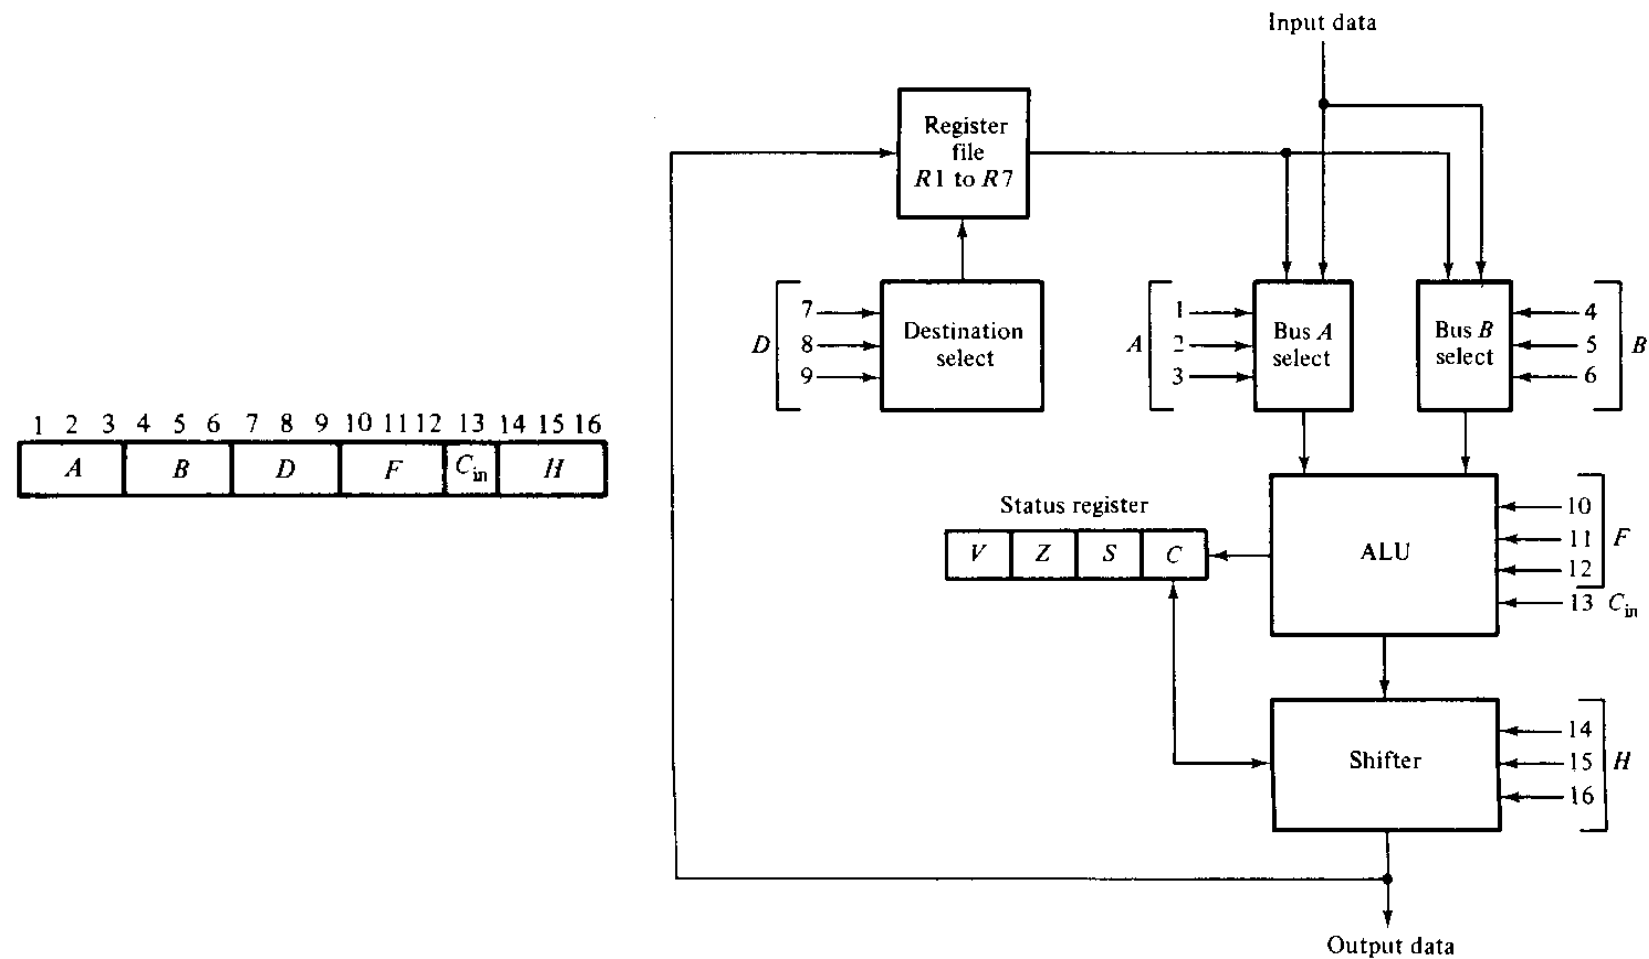 1 2 3 4 5 6 7 8 9 10 11 12 13 14 15 16
A B D F Cin H
Input data
Register
file
R1 to R7
D
7
8
9
Destination
select
A
1
2
3
Bus A
select
Bus B
select
4
5
6
B
Status register
V Z S C
ALU
10
11
12
F
13 Cin
Shifter
14
15
16
H
Output data